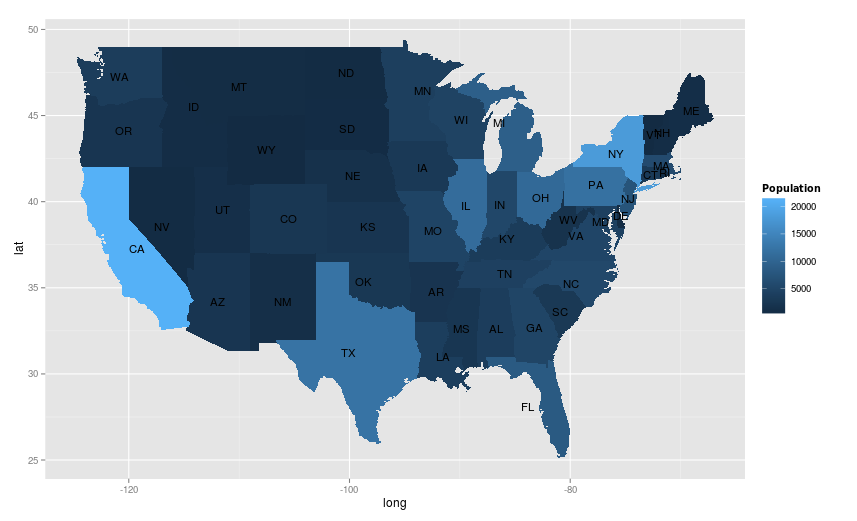 50
45
40
35
30
25
lat
-120
-100
-80
long
WA
MT
ND
MN
ME
ID
OR
SD
WI
MI
VT
NH
WY
NY
MA
NE
IA
CT
RI
PA
NJ
NV
UT
CO
KS
MO
IL
IN
OH
WV
MD
DE
VA
CA
KY
TN
OK
AR
NC
AZ
NM
SC
MS
AL
GA
TX
LA
FL
Population
20000
15000
10000
5000